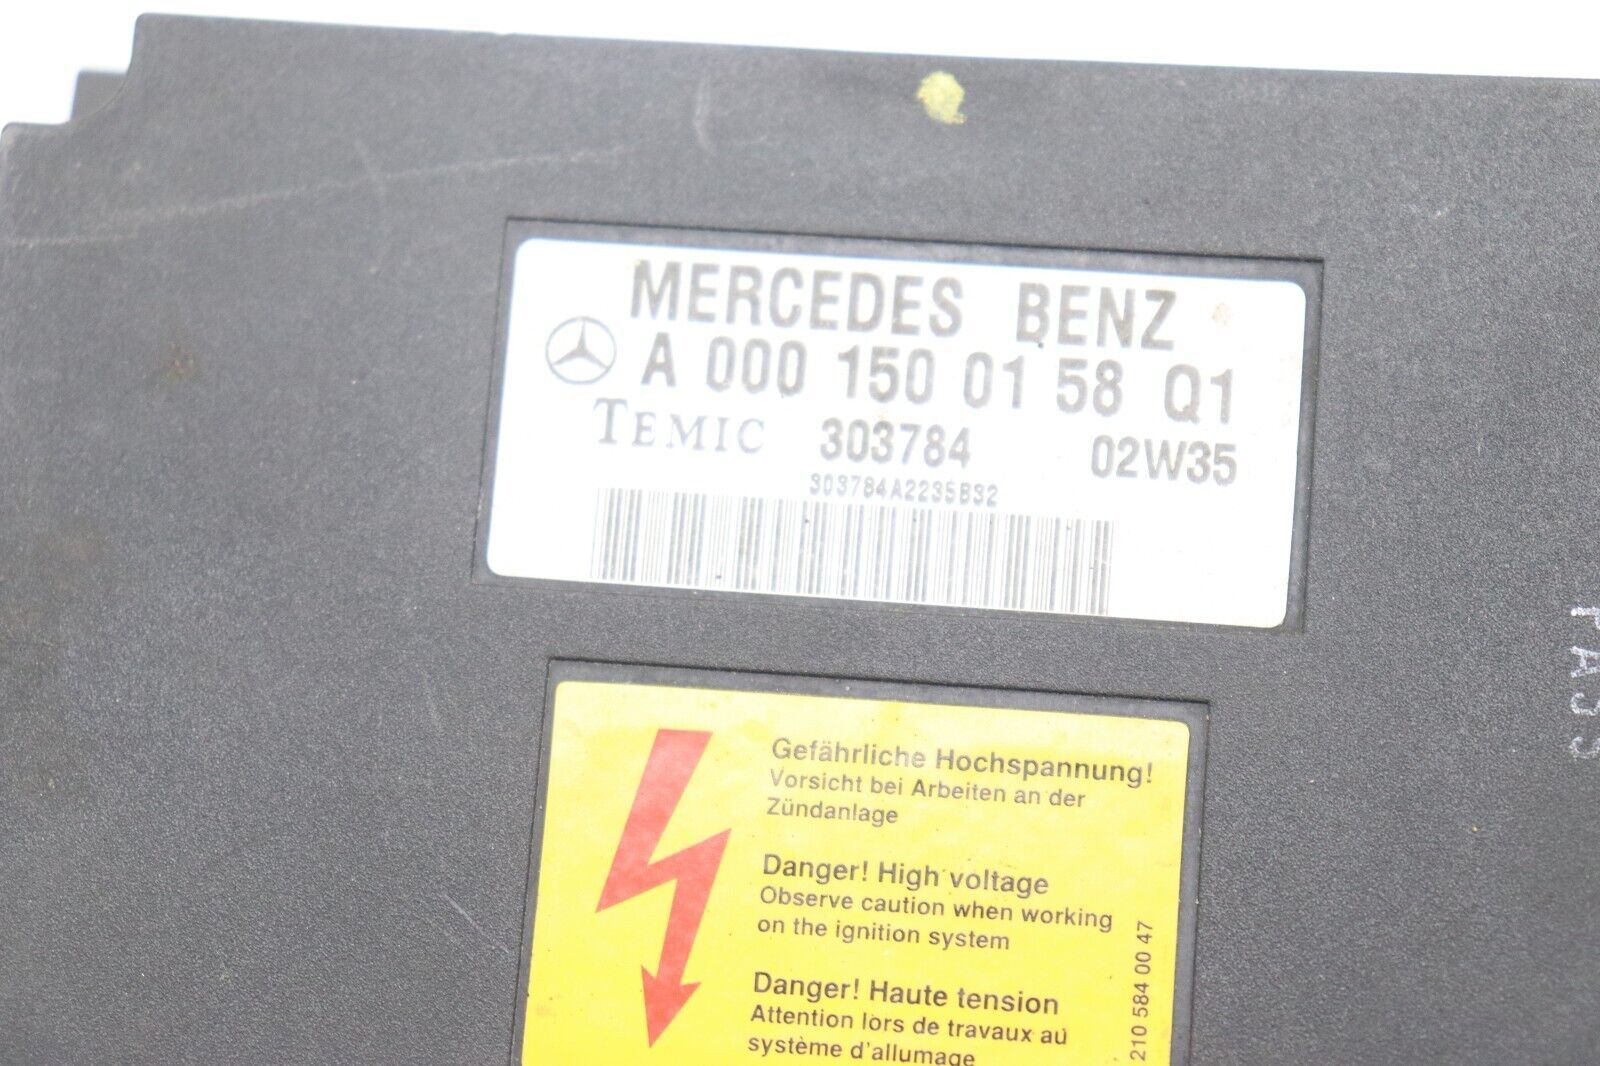 MERCEDES BENZ
A 000 150 01 58 Q1
TEMIC 303784 02W35
303784A2235B32
PASS
Gefährliche Hochspannung!
Vorsicht bei Arbeiten an der
Zündanlage
Danger! High voltage
Observe caution when working
on the ignition system
Danger! Haute tension
Attention lors de travaux au
système d'allumage
210 584 00 47